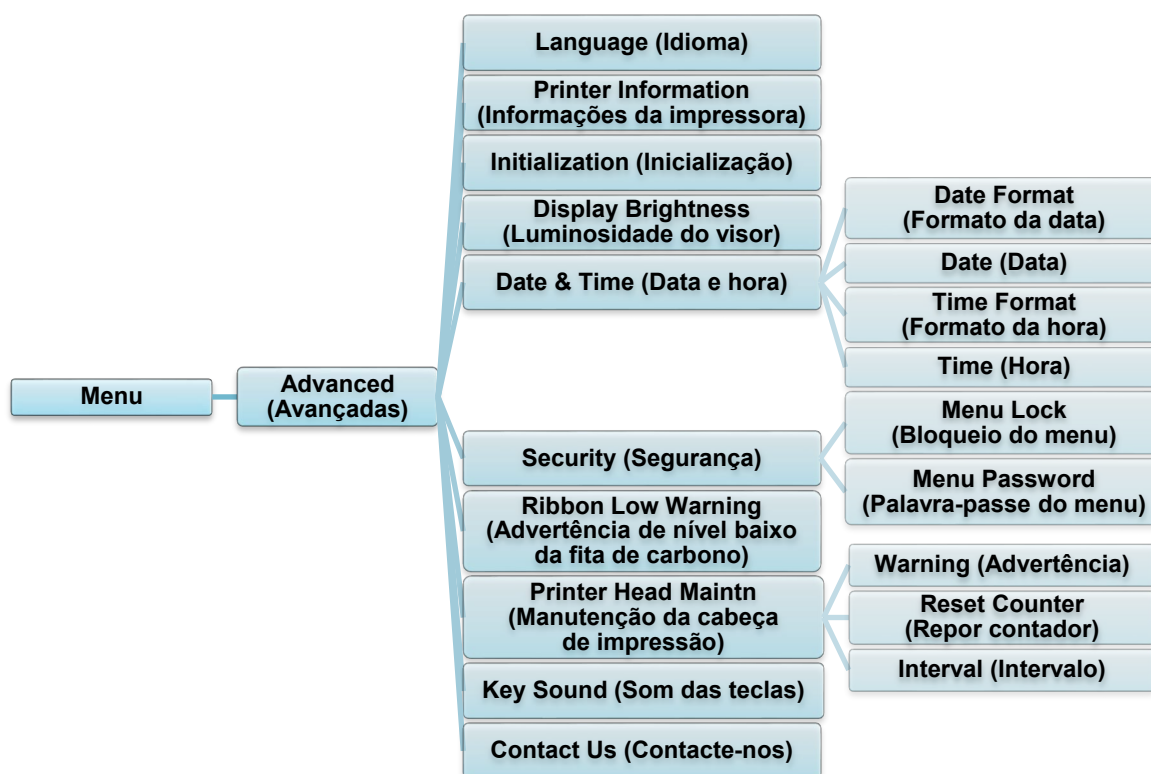 Menu
Advanced
(Avançadas)
Language (Idioma)
Printer Information
(Informações da impressora)
Initialization (Inicialização)
Display Brightness
(Luminosidade do visor)
Date & Time (Data e hora)
Date Format
(Formato da data)
Date (Data)
Time Format
(Formato da hora)
Time (Hora)
Security (Segurança)
Menu Lock
(Bloqueio do menu)
Menu Password
(Palavra-passe do menu)
Ribbon Low Warning
(Advertência de nível baixo
da fita de carbono)
Printer Head Maintn
(Manutenção da cabeça
de impressão)
Warning (Advertência)
Reset Counter
(Repor contador)
Interval (Intervalo)
Key Sound (Som das teclas)
Contact Us (Contacte-nos)